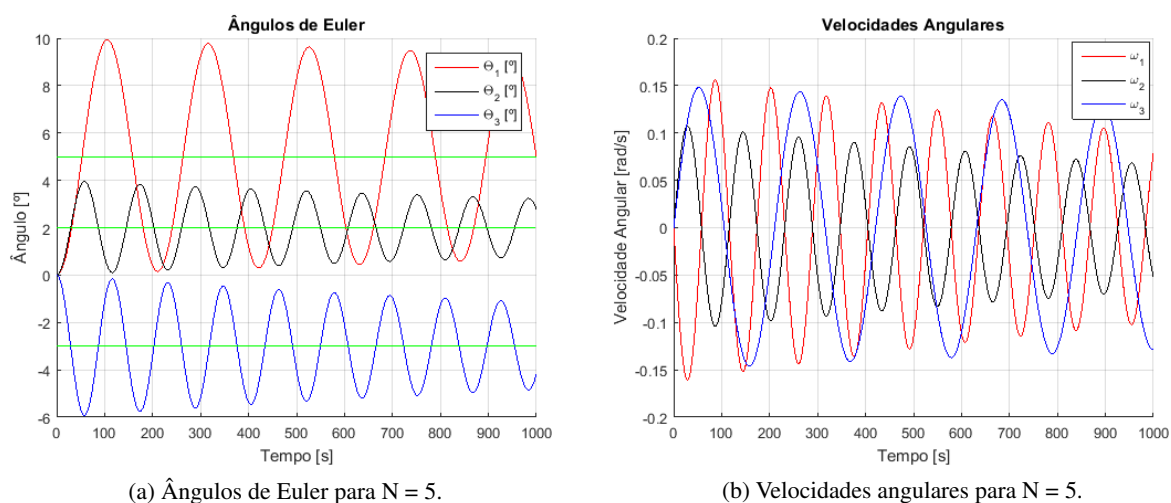 Ângulos de Euler
Θ1 [º]
Θ2 [º]
Θ3 [º]
Ângulo [º]
10
8
6
4
2
0
-2
-4
-6
0 100 200 300 400 500 600 700 800 900 1000
Tempo [s]
(a) Ângulos de Euler para N = 5.
Velocidades Angulares
ω1
ω2
ω3
Velocidade Angular [rad/s]
0.2
0.15
0.1
0.05
0
-0.05
-0.1
-0.15
-0.2
0 100 200 300 400 500 600 700 800 900 1000
Tempo [s]
(b) Velocidades angulares para N = 5.